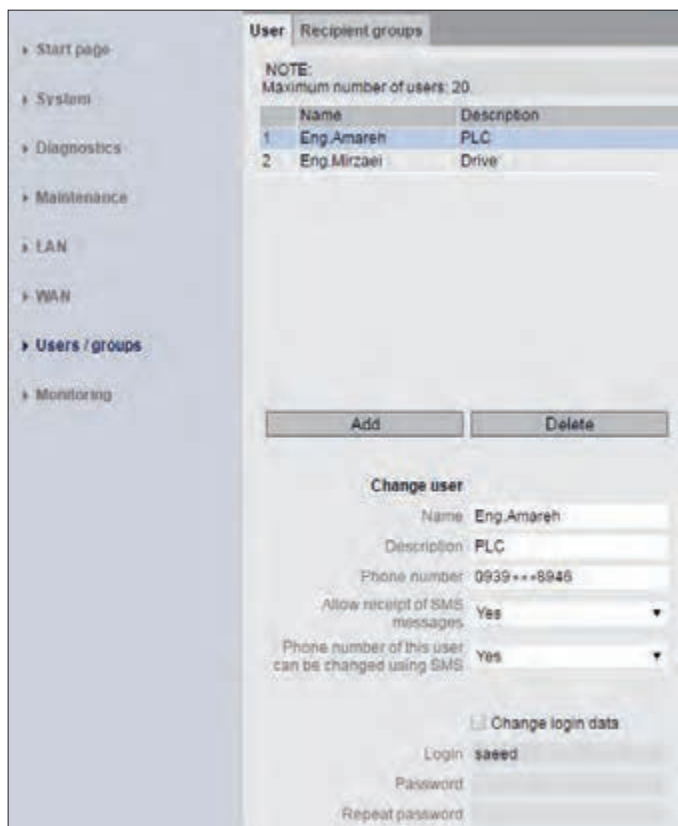 Start page
System
Diagnostics
Maintenance
LAN
WAN
Users / groups
Monitoring
User Recipient groups
NOTE:
Maximum number of users: 20.
Name Description
1 Eng.Amareh PLC
2 Eng.Mirzaei Drive
Add Delete
Change user
Name Eng.Amareh
Description PLC
Phone number 0939***8946
Allow receipt of SMS
messages Yes
Phone number of this user
can be changed using SMS Yes
Change login data
Login saeed
Password
Repeat password